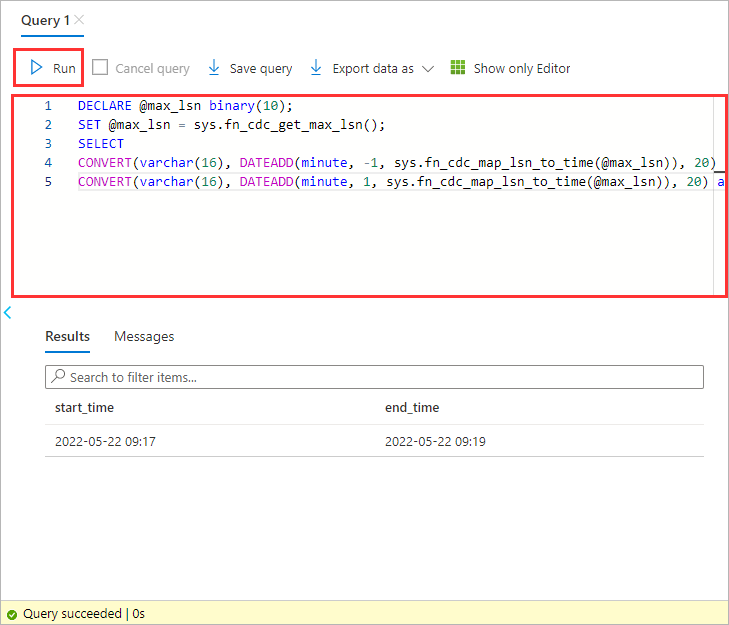 Query 1
Run Cancel query Save query Export data as Show only Editor
1 DECLARE @max_lsn binary(10);
2 SET @max_lsn = sys.fn_cdc_get_max_lsn();
3 SELECT
4 CONVERT(varchar(16), DATEADD(minute, -1, sys.fn_cdc_map_lsn_to_time(@max_lsn)), 20)
5 CONVERT(varchar(16), DATEADD(minute, 1, sys.fn_cdc_map_lsn_to_time(@max_lsn)), 20) a
Results Messages
Search to filter items...
start_time end_time
2022-05-22 09:17 2022-05-22 09:19
Query succeeded | 0s